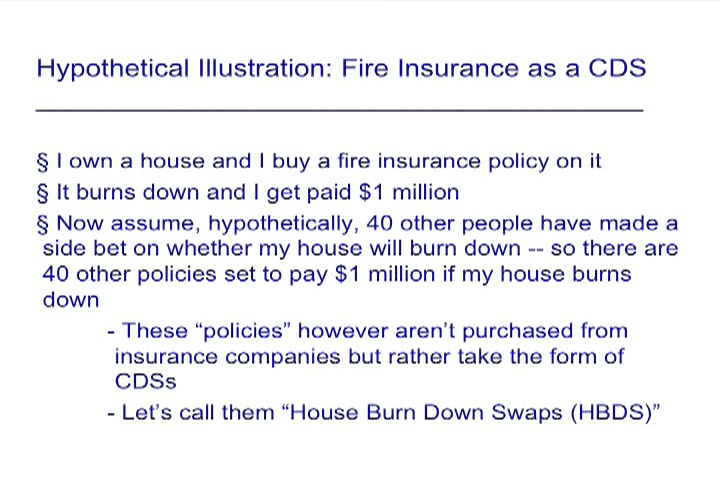 Hypothetical Illustration: Fire Insurance as a CDS
§ I own a house and I buy a fire insurance policy on it
§ It burns down and I get paid $1 million
§ Now assume, hypothetically, 40 other people have made a
side bet on whether my house will burn down -- so there are
40 other policies set to pay $1 million if my house burns
down
- These “policies” however aren’t purchased from
insurance companies but rather take the form of
CDSs
- Let’s call them “House Burn Down Swaps (HBDS)”